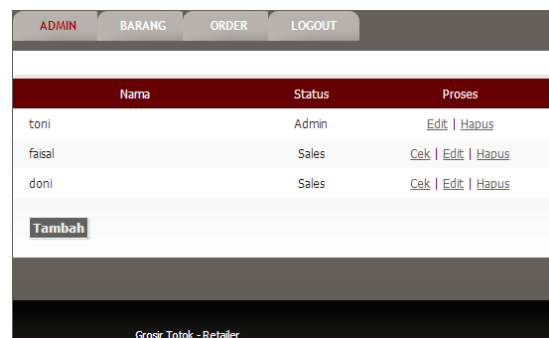 ADMIN BARANG ORDER LOGOUT
Nama Status Proses
toni Admin Edit | Hapus
faisal Sales Cek | Edit | Hapus
doni Sales Cek | Edit | Hapus
Tambah
Grosir Totok - Retailer